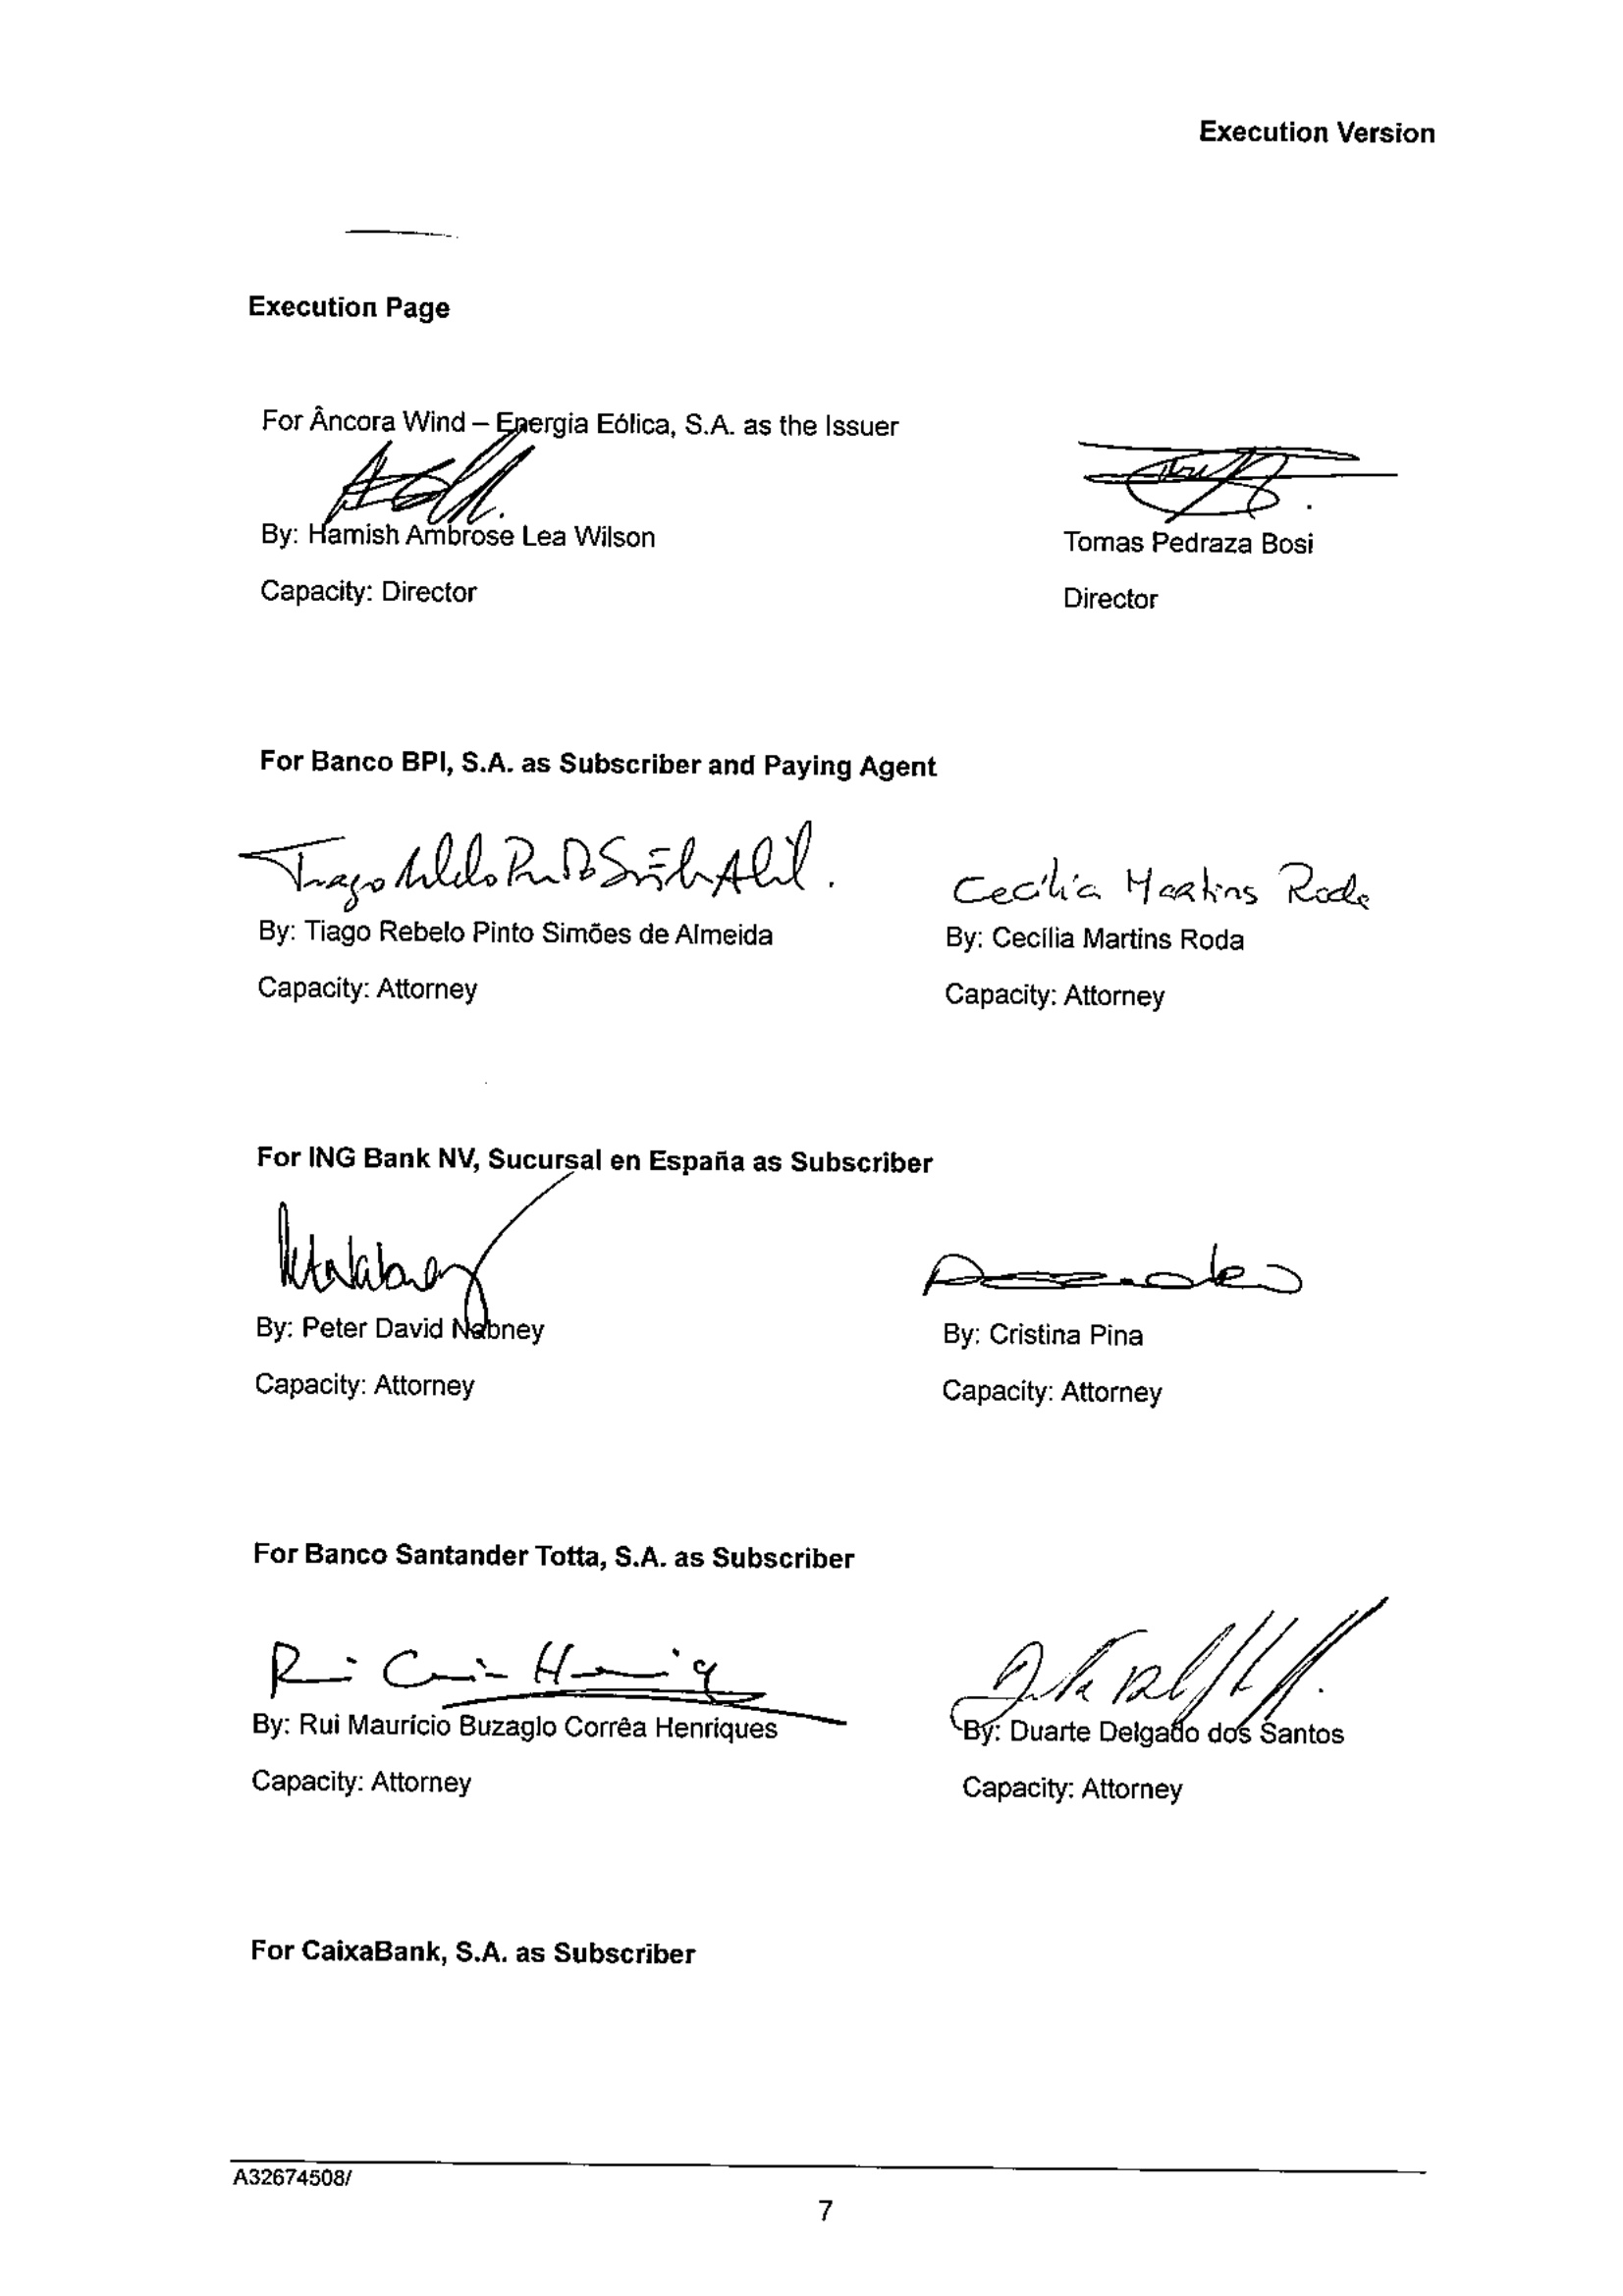 Execution Version
Execution Page
For Âncora Wind – Energia Eólica, S.A. as the Issuer
By: Hamish Ambrose Lea Wilson
Tomas Pedraza Bosi
Capacity: Director
Director
For Banco BPI, S.A. as Subscriber and Paying Agent
Cecília Martins Roda
By: Tiago Rebelo Pinto Simões de Almeida
By: Cecília Martins Roda
Capacity: Attorney
Capacity: Attorney
For ING Bank NV, Sucursal en España as Subscriber
By: Peter David Nabney
By: Cristina Pina
Capacity: Attorney
Capacity: Attorney
For Banco Santander Totta, S.A. as Subscriber
By: Rui Maurício Buzaglo Corrêa Henriques
By: Duarte Delgado dos Santos
Capacity: Attorney
Capacity: Attorney
For CaixaBank, S.A. as Subscriber
A32674508/
7